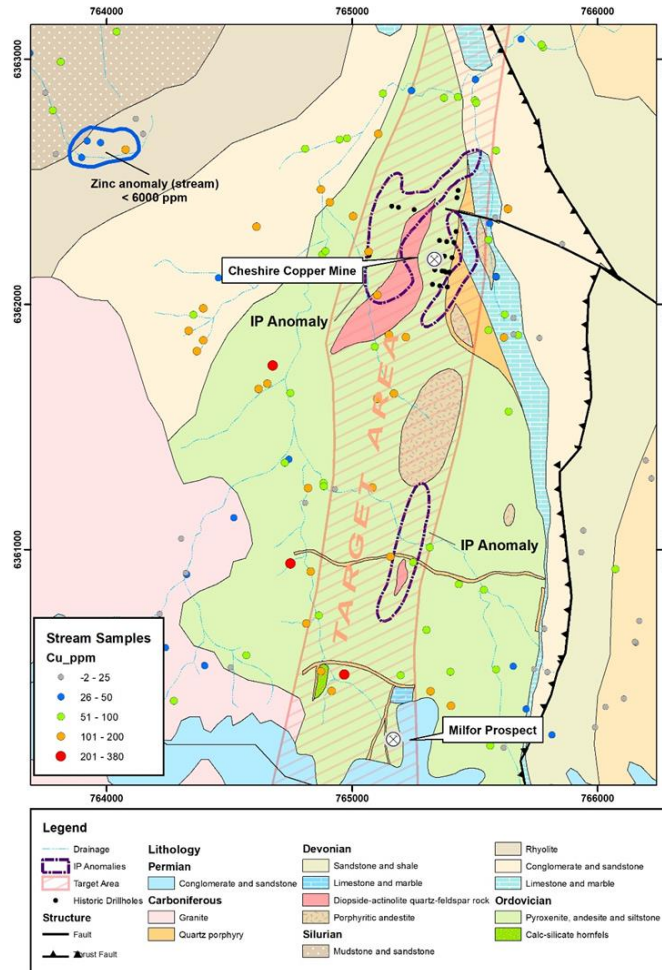 764000
765000
766000
6363000
Zinc anomaly (stream)
< 6000 ppm
Cheshire Copper Mine
6362000
IP Anomaly
TARGET AREA
6361000
IP Anomaly
Stream Samples
Cu_ppm
-2 - 25
26 - 50
51 - 100
101 - 200
201 - 380
Milfor Prospect
764000
765000
766000
Legend
Drainage
IP Anomalies
Target Area
Historic Drillholes
Structure
Fault
Thrust Fault
Lithology
Permian
Conglomerate and sandstone
Carboniferous
Granite
Quartz porphyry
Devonian
Sandstone and shale
Limestone and marble
Diopside-actinolite quartz-feldspar rock
Porphyritic andestite
Silurian
Mudstone and sandstone
Rhyolite
Conglomerate and sandstone
Limestone and marble
Ordovician
Pyroxenite, andesite and siltstone
Calc-silicate hornfels